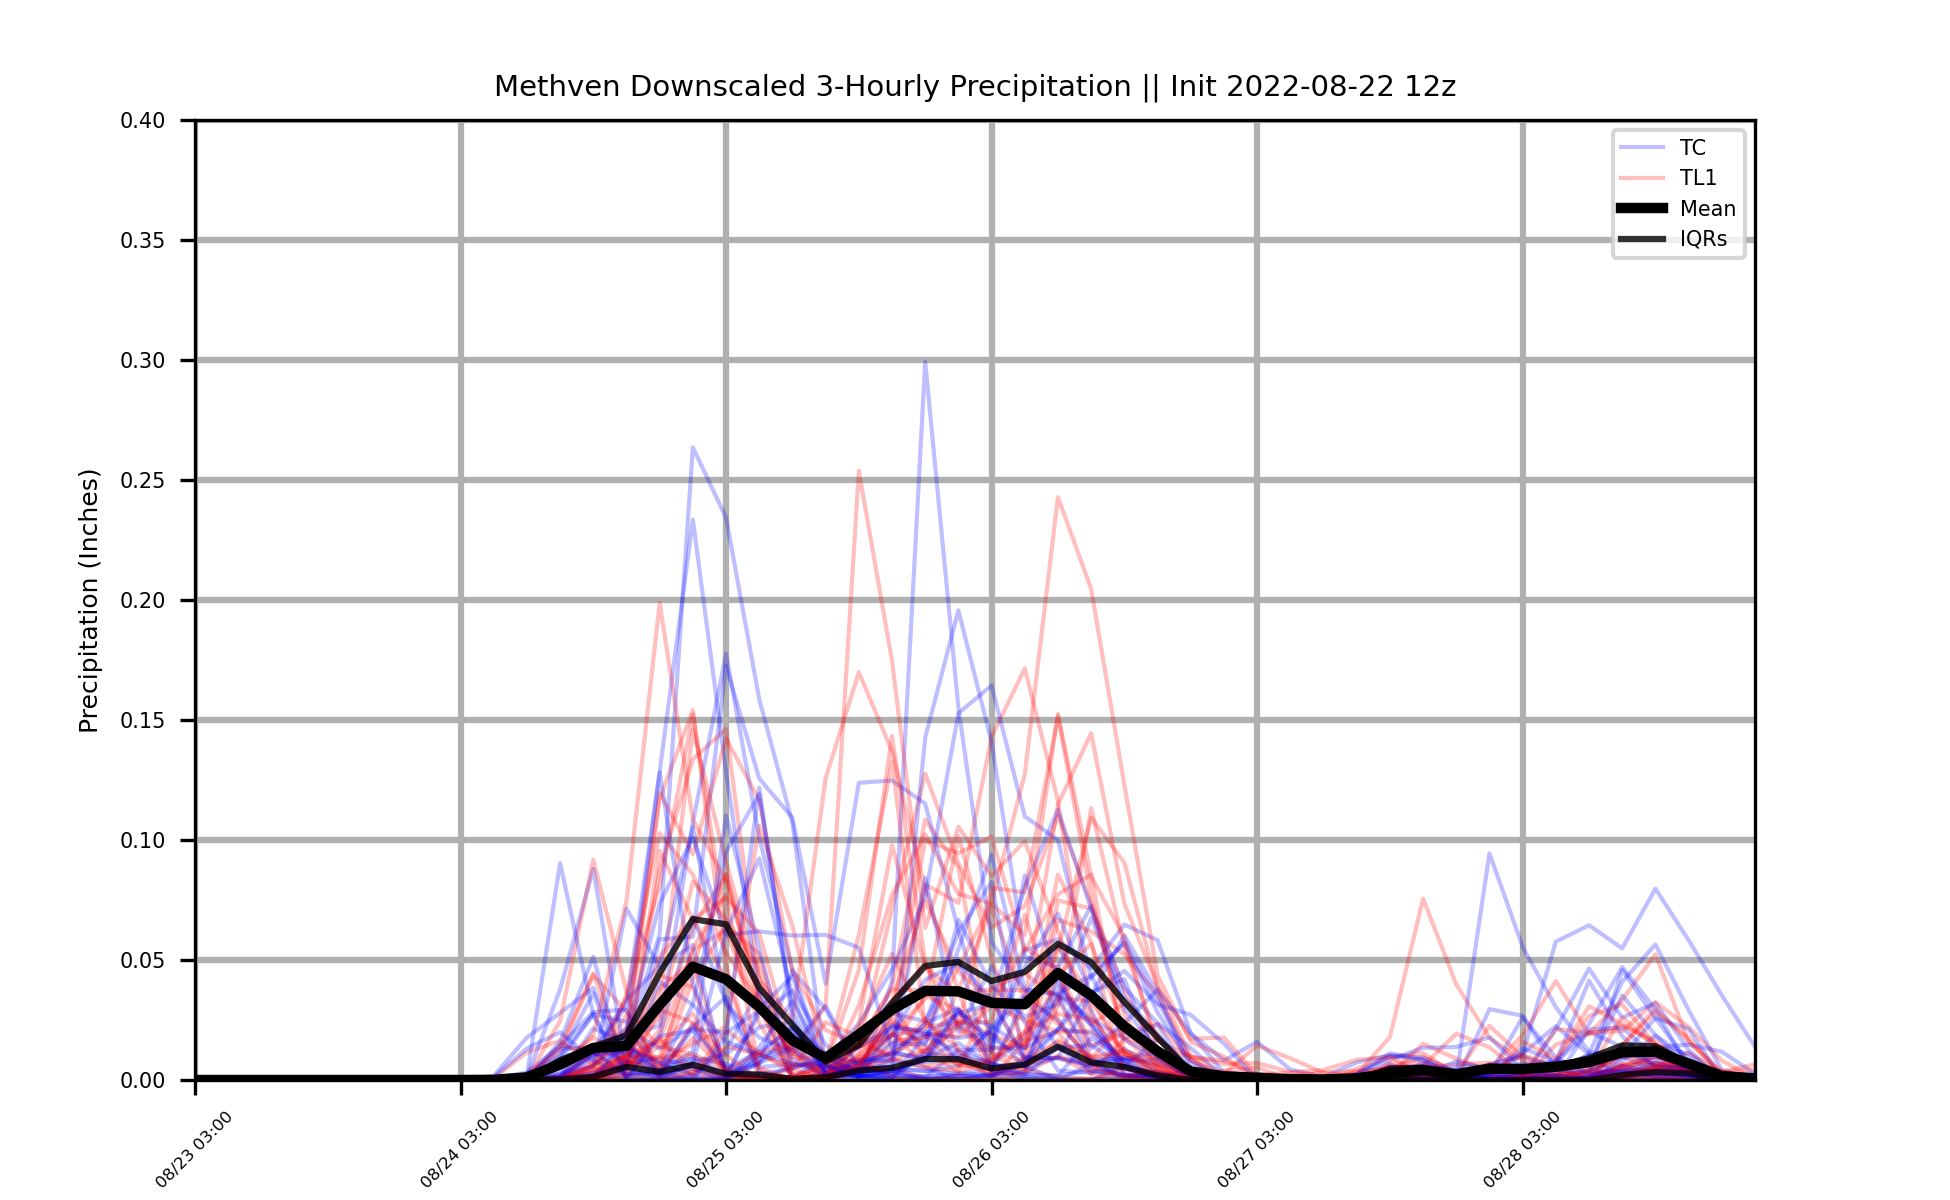 Methven Downscaled 3-Hourly Precipitation || Init 2022-08-22 12z
0.40
0.35
0.30
0.25
0.20
0.15
0.10
0.05
0.00
Precipitation (Inches)
TC
TL1
Mean
IQRs
08/23 03:00
08/24 03:00
08/25 03:00
08/26 03:00
08/27 03:00
08/28 03:00